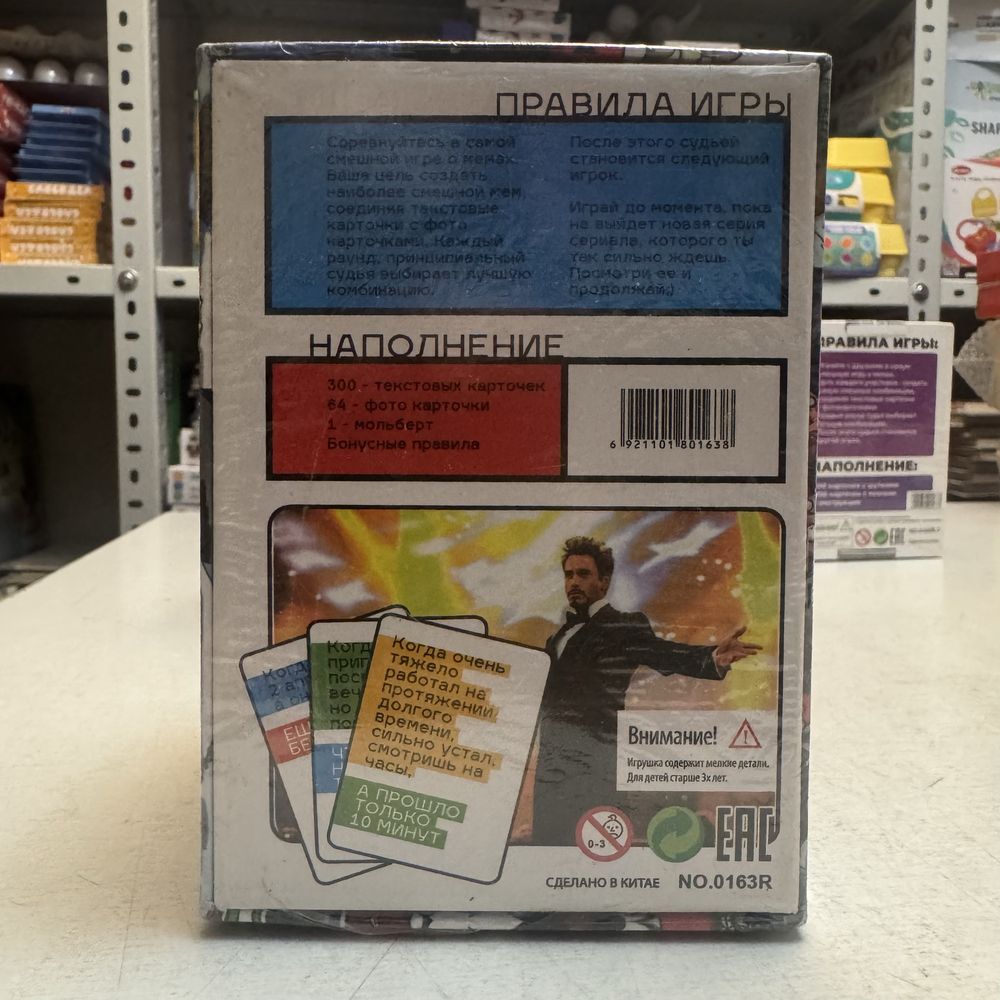 ПРАВИЛА ИГРЫ
Соревнуйтесь в самой
смешной игре о мемах.
Ваша цель создать
наиболее смешной мем,
соединяя текстовые
карточки с фото
карточками. Каждый
раунд, принципиальный
судья выбирает лучшую
комбинацию.
После этого судьей
становится следующий
игрок.
Играй до момента, пока
на выйдет новая серия
сериала, которого ты
так сильно ждешь.
Посмотри ее и
продолжай;)
НАПОЛНЕНИЕ
300 - текстовых карточек
64 - фото карточки
1 - мольберт
Бонусные правила
6 921101 801638
Когда очень
тяжело
работал на
протяжении
долгого
времени,
сильно устал,
смотришь на
часы,
А ПРОШЛО
ТОЛЬКО
10 МИНУТ
Внимание!
Игрушка содержит мелкие детали.
Для детей старше 3х лет.
0-3
EAC
СДЕЛАНО В КИТАЕ NO.0163R
ПРАВИЛА ИГРЫ:
НАПОЛНЕНИЕ: